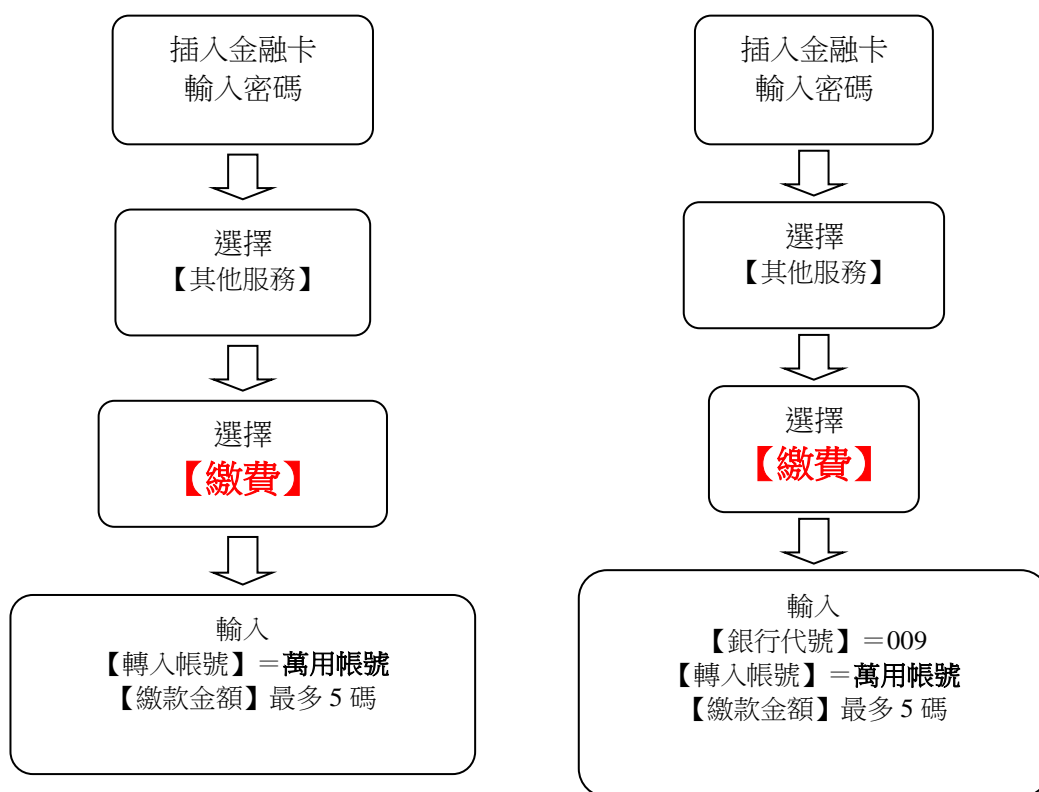 插入金融卡
輸入密碼
選擇
【其他服務】
選擇
【繳費】
輸入
【轉入帳號】＝萬用帳號
【繳款金額】最多 5 碼
插入金融卡
輸入密碼
選擇
【其他服務】
選擇
【繳費】
輸入
【銀行代號】＝009
【轉入帳號】＝萬用帳號
【繳款金額】最多 5 碼